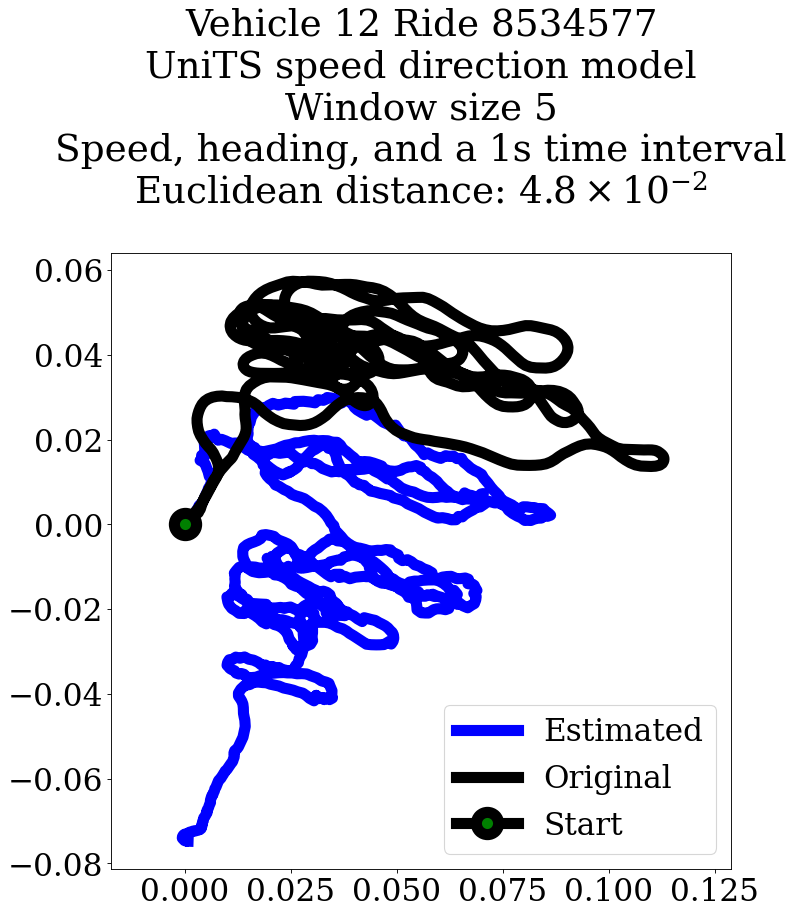 Vehicle 12 Ride 8534577
UniTS speed direction model
Window size 5
Speed, heading, and a 1s time interval
Euclidean distance: 4.8 × 10⁻²
0.06
0.04
0.02
0.00
−0.02
−0.04
−0.06
−0.08
Estimated
Original
Start
0.000 0.025 0.050 0.075 0.100 0.125